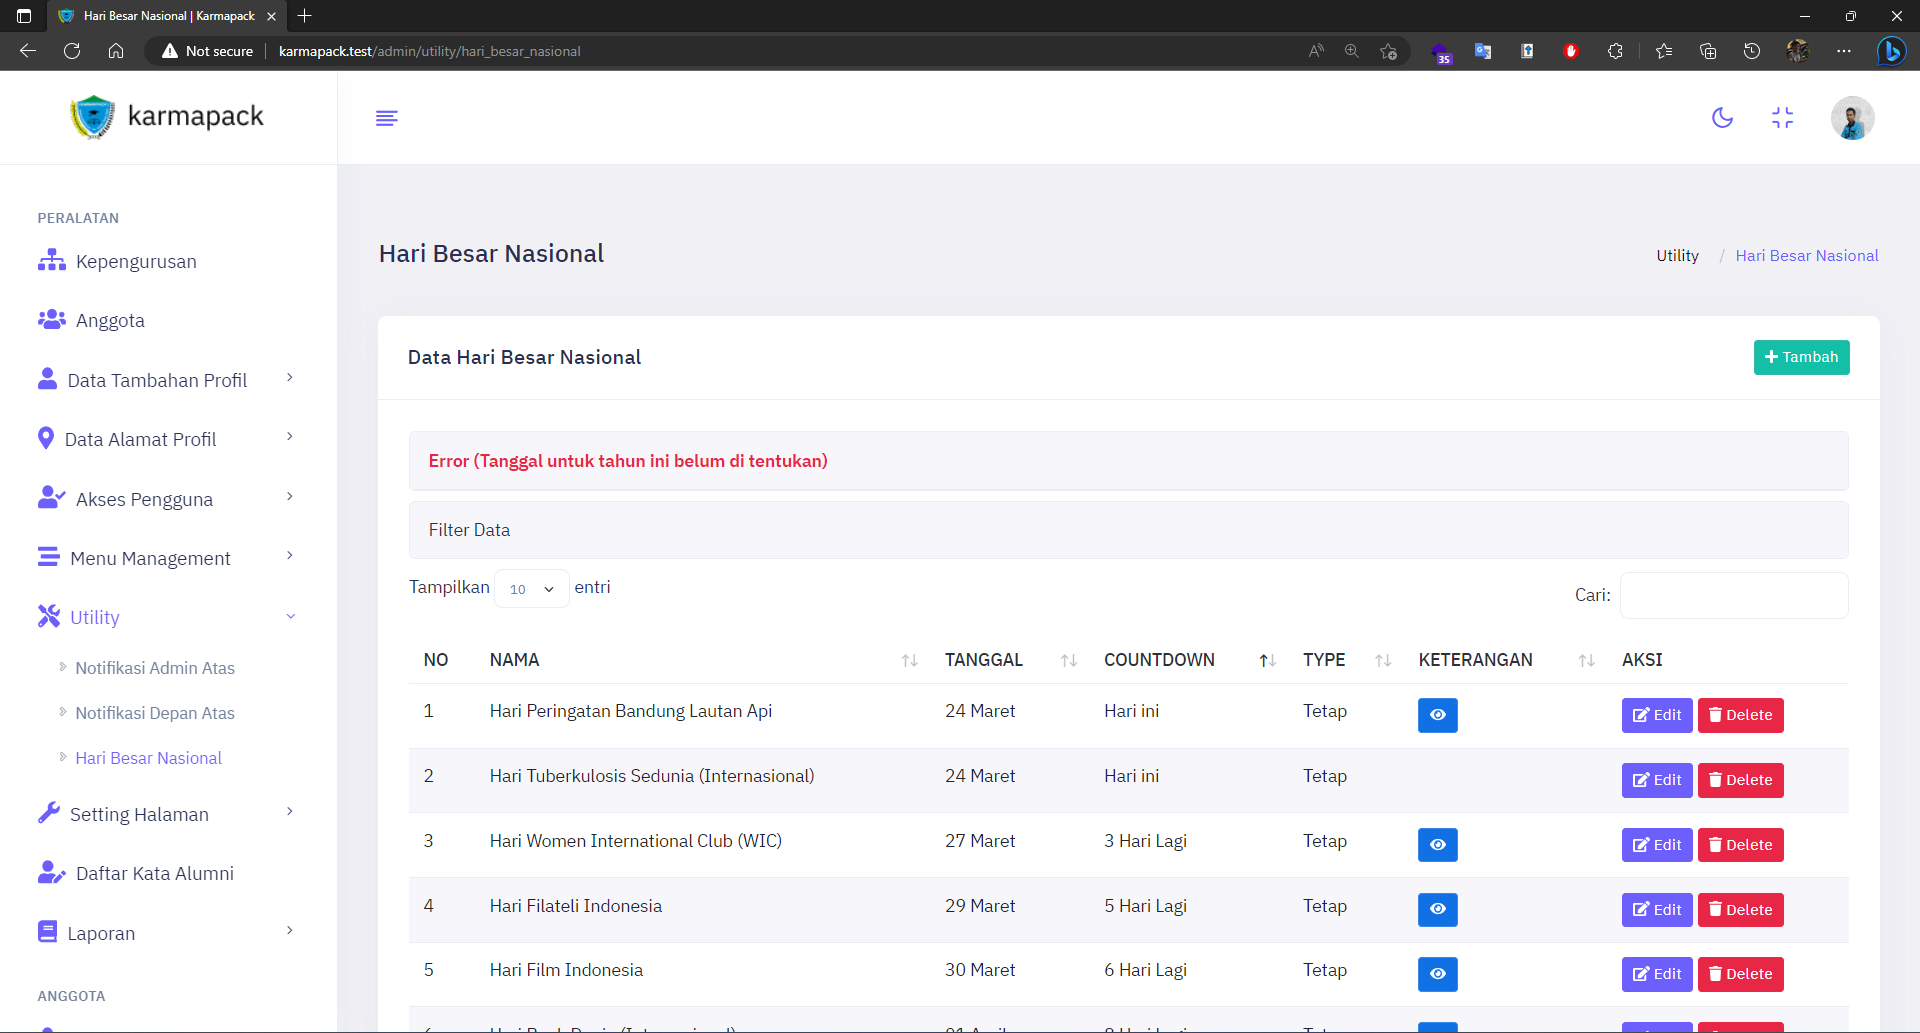 Hari Besar Nasional | Karmapack
Not secure
karmapack.test/admin/utility/hari_besar_nasional
35
karmapack
PERALATAN
Kepengurusan
Anggota
Data Tambahan Profil
Data Alamat Profil
Akses Pengguna
Menu Management
Utility
Notifikasi Admin Atas
Notifikasi Depan Atas
Hari Besar Nasional
Setting Halaman
Daftar Kata Alumni
Laporan
ANGGOTA
Hari Besar Nasional
Utility / Hari Besar Nasional
Data Hari Besar Nasional
Tambah
Error (Tanggal untuk tahun ini belum di tentukan)
Filter Data
Tampilkan 10 entri
Cari:
NO NAMA TANGGAL COUNTDOWN TYPE KETERANGAN AKSI
1 Hari Peringatan Bandung Lautan Api 24 Maret Hari ini Tetap Edit Delete
2 Hari Tuberkulosis Sedunia (Internasional) 24 Maret Hari ini Tetap Edit Delete
3 Hari Women International Club (WIC) 27 Maret 3 Hari Lagi Tetap Edit Delete
4 Hari Filateli Indonesia 29 Maret 5 Hari Lagi Tetap Edit Delete
5 Hari Film Indonesia 30 Maret 6 Hari Lagi Tetap Edit Delete